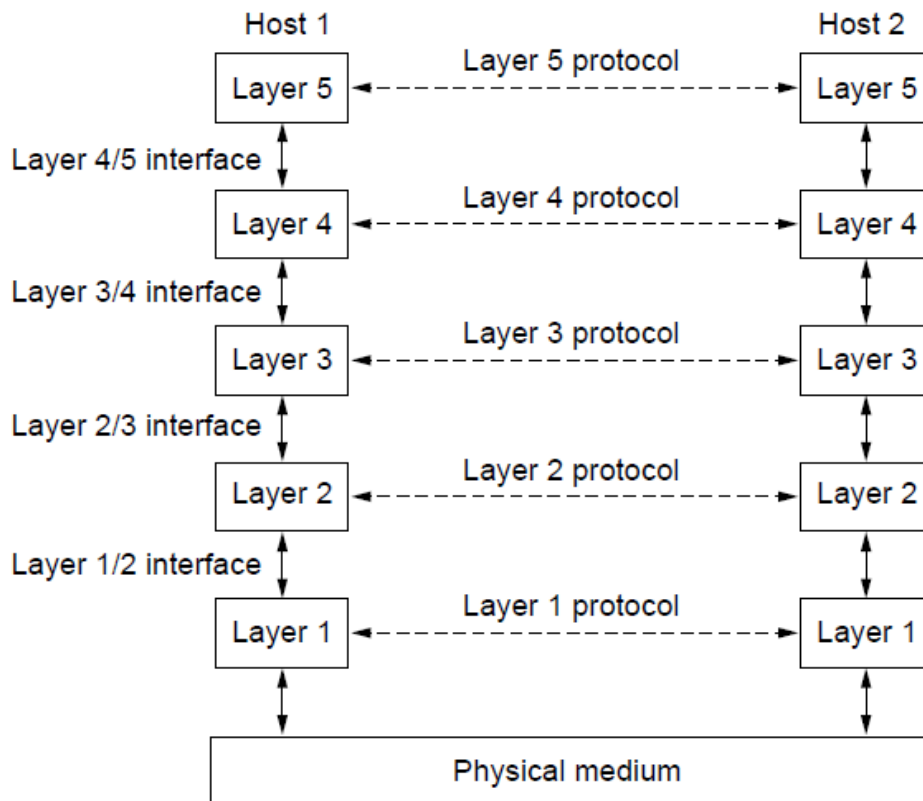 Host 1
Host 2
Layer 5 protocol
Layer 5
Layer 5
Layer 4/5 interface
Layer 4 protocol
Layer 4
Layer 4
Layer 3/4 interface
Layer 3 protocol
Layer 3
Layer 3
Layer 2/3 interface
Layer 2 protocol
Layer 2
Layer 2
Layer 1/2 interface
Layer 1 protocol
Layer 1
Layer 1
Physical medium